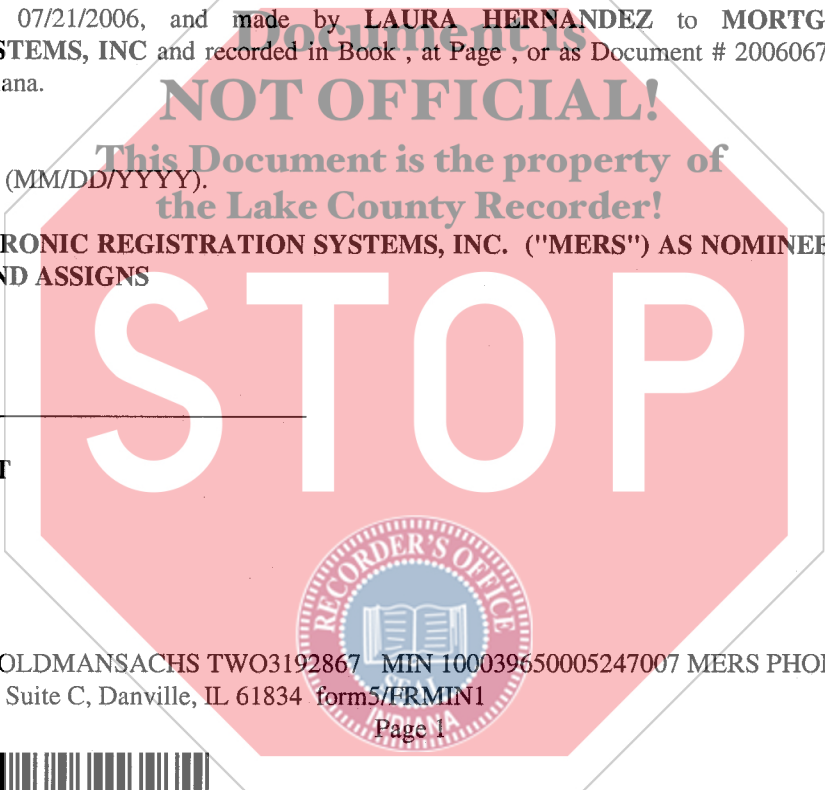 07/21/2006, and made by LAURA HERNANDEZ to MORTG
Document is
STEMS, INC and recorded in Book , at Page , or as Document # 2006067
ana.
NOT OFFICIAL!
This Document is the property of
(MM/DD/YYYY).
the Lake County Recorder!
RONIC REGISTRATION SYSTEMS, INC. ("MERS") AS NOMINEE
ND ASSIGNS
STOP
T
RECORDER'S OFFICE
OLDMANSACHS TWO3192867 MIN 100039650005247007 MERS PHO
SEAL
Suite C, Danville, IL 61834 form5/FRMIN1
INDIANA
Page 1